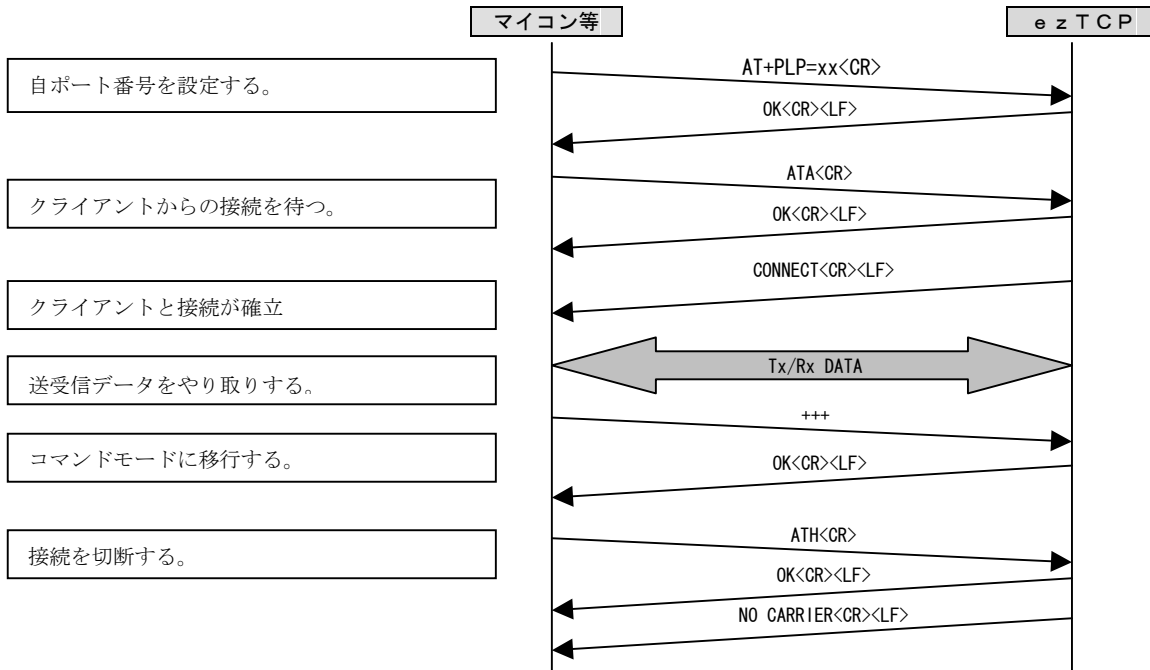 マイコン等
ezTCP
自ポート番号を設定する。
AT+PLP=xx<CR>
OK<CR><LF>
クライアントからの接続を待つ。
ATA<CR>
OK<CR><LF>
クライアントと接続が確立
CONNECT<CR><LF>
送受信データをやり取りする。
Tx/Rx DATA
コマンドモードに移行する。
+++
OK<CR><LF>
接続を切断する。
ATH<CR>
OK<CR><LF>
NO CARRIER<CR><LF>